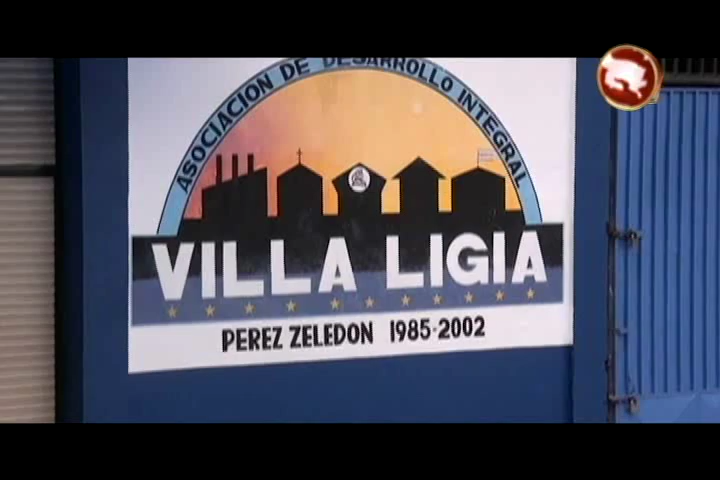 ASOCIACION DE DESARROLLO INTEGRAL
VILLA LIGIA
PEREZ ZELEDON 1985-2002